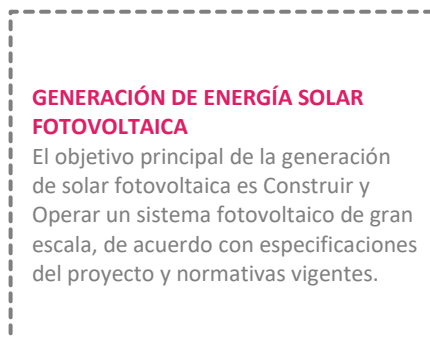 GENERACIÓN DE ENERGÍA SOLAR
FOTOVOLTAICA
El objetivo principal de la generación
de solar fotovoltaica es Construir y
Operar un sistema fotovoltaico de gran
escala, de acuerdo con especificaciones
del proyecto y normativas vigentes.